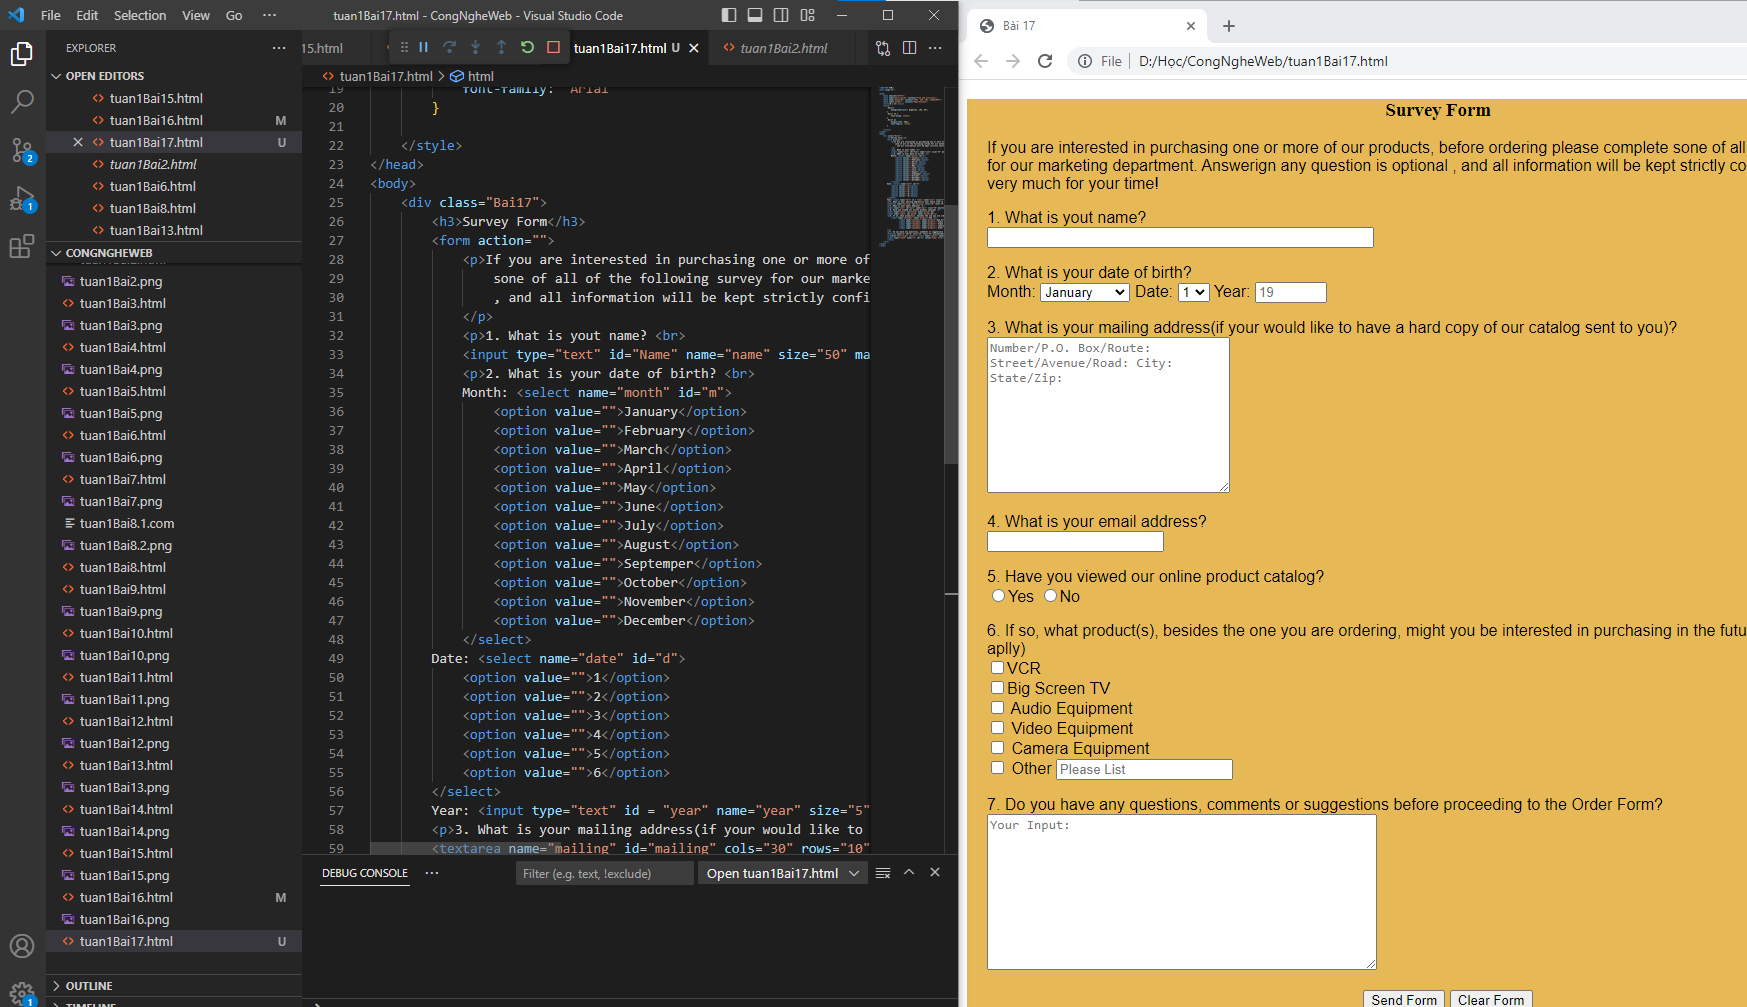 File Edit Selection View Go ··· tuan1Bai17.html - CongNgheWeb - Visual Studio Code
EXPLORER ···
OPEN EDITORS
tuan1Bai15.html
tuan1Bai16.html M
tuan1Bai17.html U
tuan1Bai2.html
tuan1Bai6.html
tuan1Bai8.html
tuan1Bai13.html
CONGNGHEWEB
tuan1Bai2.png
tuan1Bai3.html
tuan1Bai3.png
tuan1Bai4.html
tuan1Bai4.png
tuan1Bai5.html
tuan1Bai5.png
tuan1Bai6.html
tuan1Bai6.png
tuan1Bai7.html
tuan1Bai7.png
tuan1Bai8.1.com
tuan1Bai8.2.png
tuan1Bai8.html
tuan1Bai9.html
tuan1Bai9.png
tuan1Bai10.html
tuan1Bai10.png
tuan1Bai11.html
tuan1Bai11.png
tuan1Bai12.html
tuan1Bai12.png
tuan1Bai13.html
tuan1Bai13.png
tuan1Bai14.html
tuan1Bai14.png
tuan1Bai15.html
tuan1Bai15.png
tuan1Bai16.html M
tuan1Bai16.png
tuan1Bai17.html U
OUTLINE
TIMELINE
2
1
1
15.html tuan1Bai17.html U tuan1Bai2.html ···
tuan1Bai17.html > html
19 font-family: Arial
20 }
21
22 </style>
23 </head>
24 <body>
25 <div class="Bai17">
26 <h3>Survey Form</h3>
27 <form action="">
28 <p>If you are interested in purchasing one or more of
29 sone of all of the following survey for our marke
30 , and all information will be kept strictly confi
31 </p>
32 <p>1. What is yout name? <br>
33 <input type="text" id="Name" name="name" size="50" ma
34 <p>2. What is your date of birth? <br>
35 Month: <select name="month" id="m">
36 <option value="">January</option>
37 <option value="">February</option>
38 <option value="">March</option>
39 <option value="">April</option>
40 <option value="">May</option>
41 <option value="">June</option>
42 <option value="">July</option>
43 <option value="">August</option>
44 <option value="">Septemper</option>
45 <option value="">October</option>
46 <option value="">November</option>
47 <option value="">December</option>
48 </select>
49 Date: <select name="date" id="d">
50 <option value="">1</option>
51 <option value="">2</option>
52 <option value="">3</option>
53 <option value="">4</option>
54 <option value="">5</option>
55 <option value="">6</option>
56 </select>
57 Year: <input type="text" id = "year" name="year" size="5"
58 <p>3. What is your mailing address(if your would like to
59 <textarea name="mailing" id="mailing" cols="30" rows="10"
DEBUG CONSOLE ··· Filter (e.g. text, !exclude) Open tuan1Bai17.html
Bài 17
File D:/Học/CongNgheWeb/tuan1Bai17.html
Survey Form
If you are interested in purchasing one or more of our products, before ordering please complete sone of all
for our marketing department. Answerign any question is optional , and all information will be kept strictly co
very much for your time!
1. What is yout name?
2. What is your date of birth?
Month: January Date: 1 Year: 19
3. What is your mailing address(if your would like to have a hard copy of our catalog sent to you)?
Number/P.O. Box/Route:
Street/Avenue/Road: City:
State/Zip:
4. What is your email address?
5. Have you viewed our online product catalog?
Yes No
6. If so, what product(s), besides the one you are ordering, might you be interested in purchasing in the futu
aplly)
VCR
Big Screen TV
Audio Equipment
Video Equipment
Camera Equipment
Other Please List
7. Do you have any questions, comments or suggestions before proceeding to the Order Form?
Your Input:
Send Form Clear Form